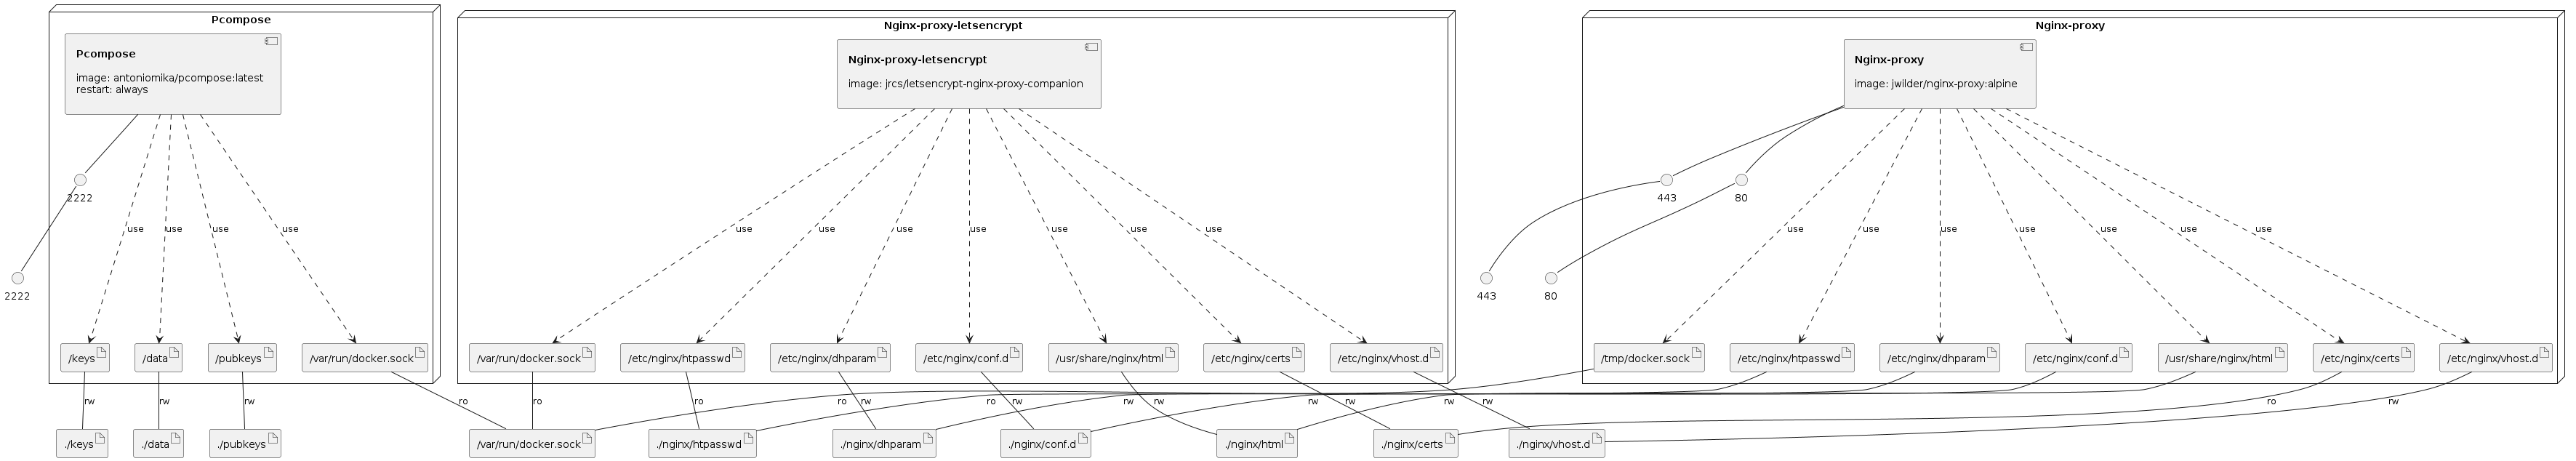 Pcompose
Pcompose
image: antoniomika/pcompose:latest
restart: always
2222
2222
use
use
use
use
/keys
/data
/pubkeys
/var/run/docker.sock
Nginx-proxy-letsencrypt
Nginx-proxy-letsencrypt
image: jrcs/letsencrypt-nginx-proxy-companion
use
use
use
use
use
use
use
/var/run/docker.sock
/etc/nginx/htpasswd
/etc/nginx/dhparam
/etc/nginx/conf.d
/usr/share/nginx/html
/etc/nginx/certs
/etc/nginx/vhost.d
Nginx-proxy
Nginx-proxy
image: jwilder/nginx-proxy:alpine
443
80
443
80
use
use
use
use
use
use
use
/tmp/docker.sock
/etc/nginx/htpasswd
/etc/nginx/dhparam
/etc/nginx/conf.d
/usr/share/nginx/html
/etc/nginx/certs
/etc/nginx/vhost.d
rw
rw
rw
ro
ro
ro
ro
rw
ro
rw
rw
rw
rw
rw
rw
rw
ro
rw
./keys
./data
./pubkeys
/var/run/docker.sock
./nginx/htpasswd
./nginx/dhparam
./nginx/conf.d
./nginx/html
./nginx/certs
./nginx/vhost.d